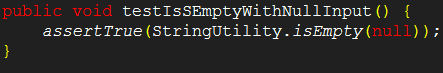 public void testIsSEmptyWithNullInput() {
assertTrue(StringUtility.isEmpty(null));
}